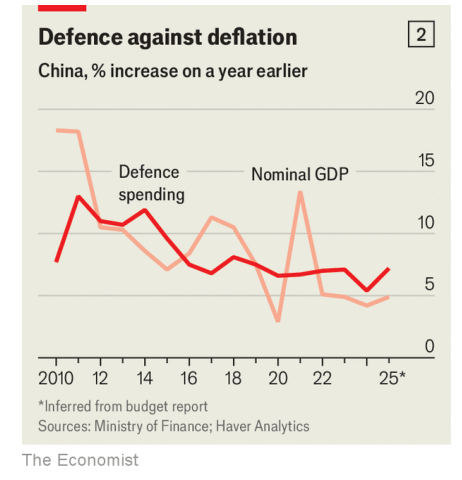 Defence against deflation
2
China, % increase on a year earlier
20
15
Defence
spending
Nominal GDP
10
5
0
2010 12 14 16 18 20 22 25*
*Inferred from budget report
Sources: Ministry of Finance; Haver Analytics
The Economist